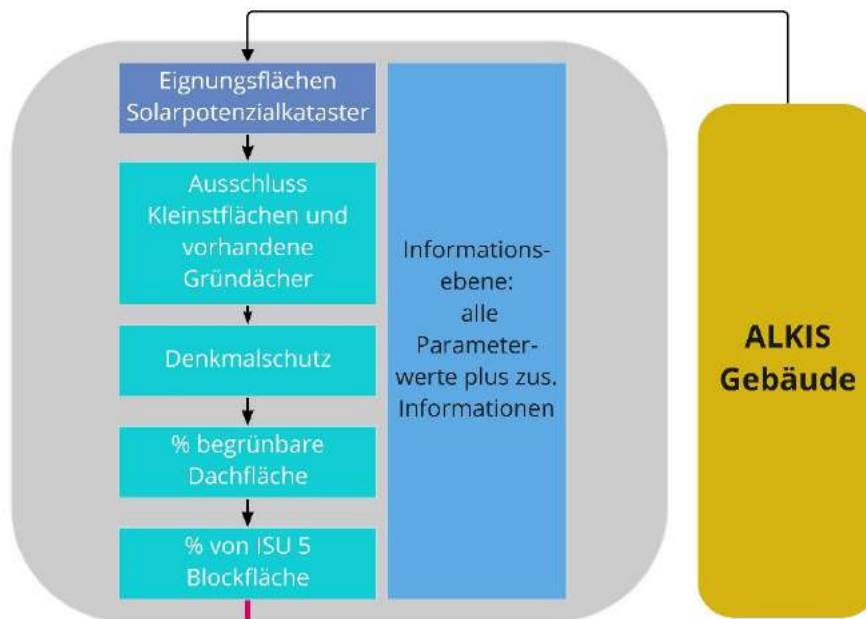 Eignungsflächen
Solarpotenzialkataster
Ausschluss
Kleinstflächen und
vorhandene
Gründächer
Denkmalschutz
% begrünbare
Dachfläche
% von ISU 5
Blockfläche
Informations-
ebene:
alle
Parameter-
werte plus zus.
Informationen
ALKIS
Gebäude